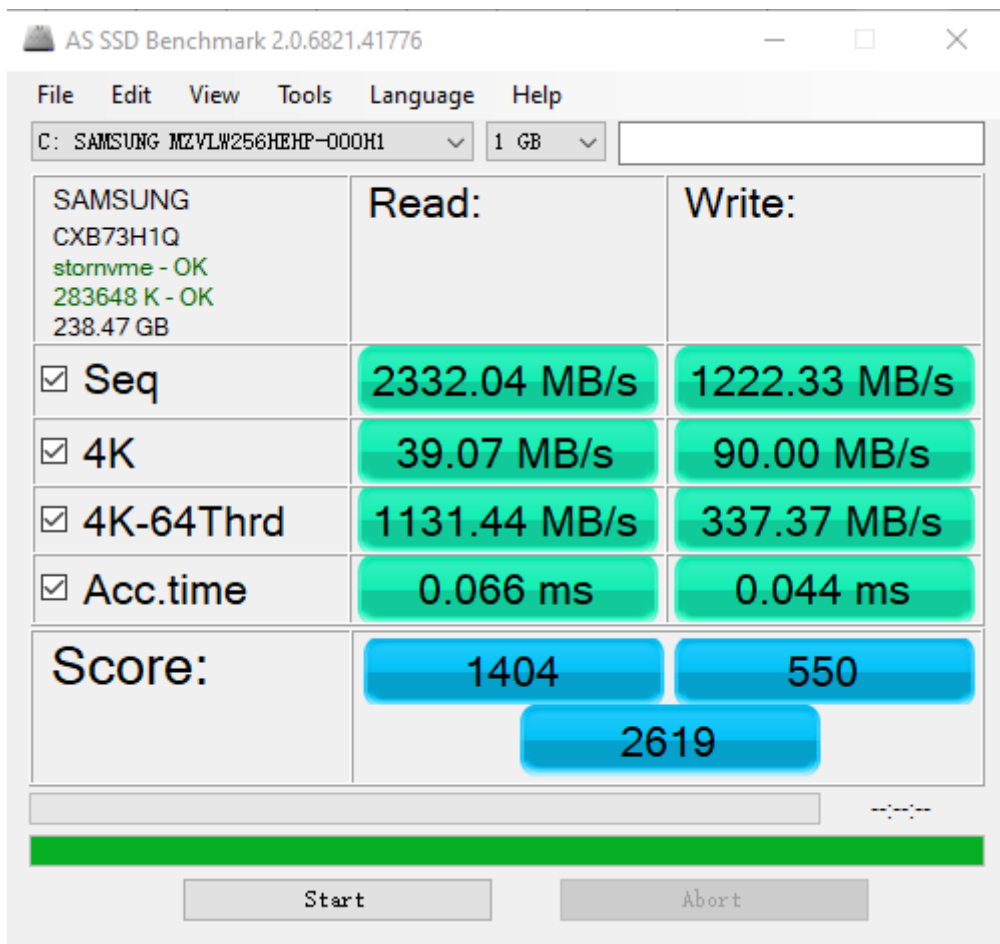 AS SSD Benchmark 2.0.6821.41776
File Edit View Tools Language Help
C: SAMSUNG MZVLW256HEHP-000H1 1 GB
SAMSUNG
CXB73H1Q
stornvme - OK
283648 K - OK
238.47 GB
Read: Write:
Seq 2332.04 MB/s 1222.33 MB/s
4K 39.07 MB/s 90.00 MB/s
4K-64Thrd 1131.44 MB/s 337.37 MB/s
Acc.time 0.066 ms 0.044 ms
Score: 1404 550
2619
--:--:--
Start Abort